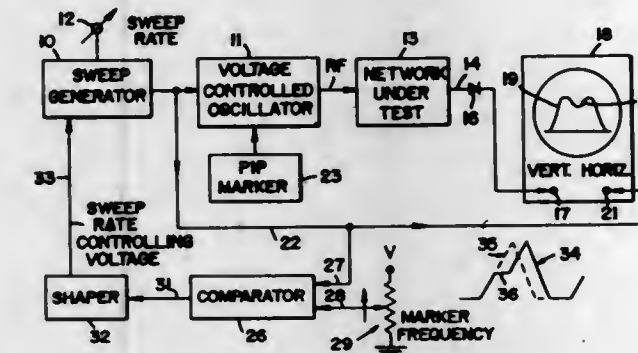 12
SWEEP RATE
10
SWEEP GENERATOR
11
VOLTAGE CONTROLLED OSCILLATOR
RF
13
NETWORK UNDER TEST
14
16
18
19
VERT. HORIZ.
17
21
PIP MARKER
23
33
SWEEP RATE CONTROLLING VOLTAGE
22
27
28
V
SHAPER
32
31
COMPARATOR
26
29
MARKER FREQUENCY
35
34
36